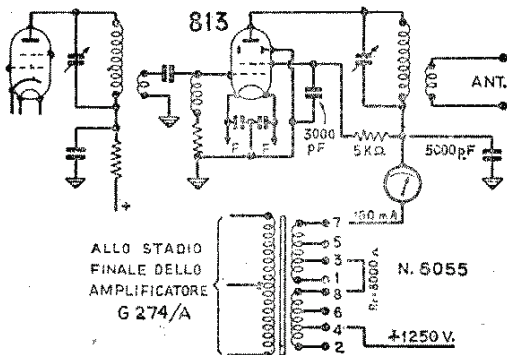 813
ANT.
F F
3000
pF
5KΩ
5000pF
+
7
180 mA
5
ALLO STADIO
FINALE DELLO
AMPLIFICATORE
G 274/A
3
1
8
6
4
2
N. 6055
+1250 V.